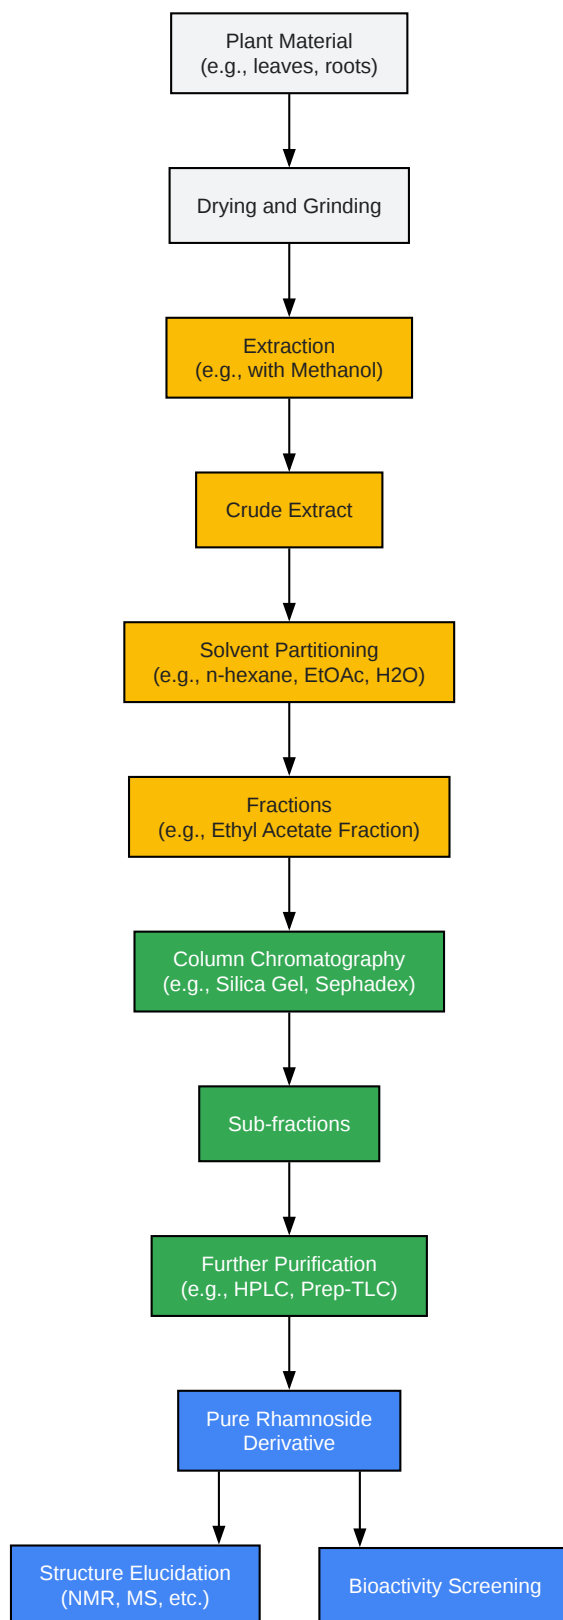 Plant Material
(e.g., leaves, roots)
Drying and Grinding
Extraction
(e.g., with Methanol)
Crude Extract
Solvent Partitioning
(e.g., n-hexane, EtOAc, H2O)
Fractions
(e.g., Ethyl Acetate Fraction)
Column Chromatography
(e.g., Silica Gel, Sephadex)
Sub-fractions
Further Purification
(e.g., HPLC, Prep-TLC)
Pure Rhamnoside
Derivative
Structure Elucidation
(NMR, MS, etc.)
Bioactivity Screening